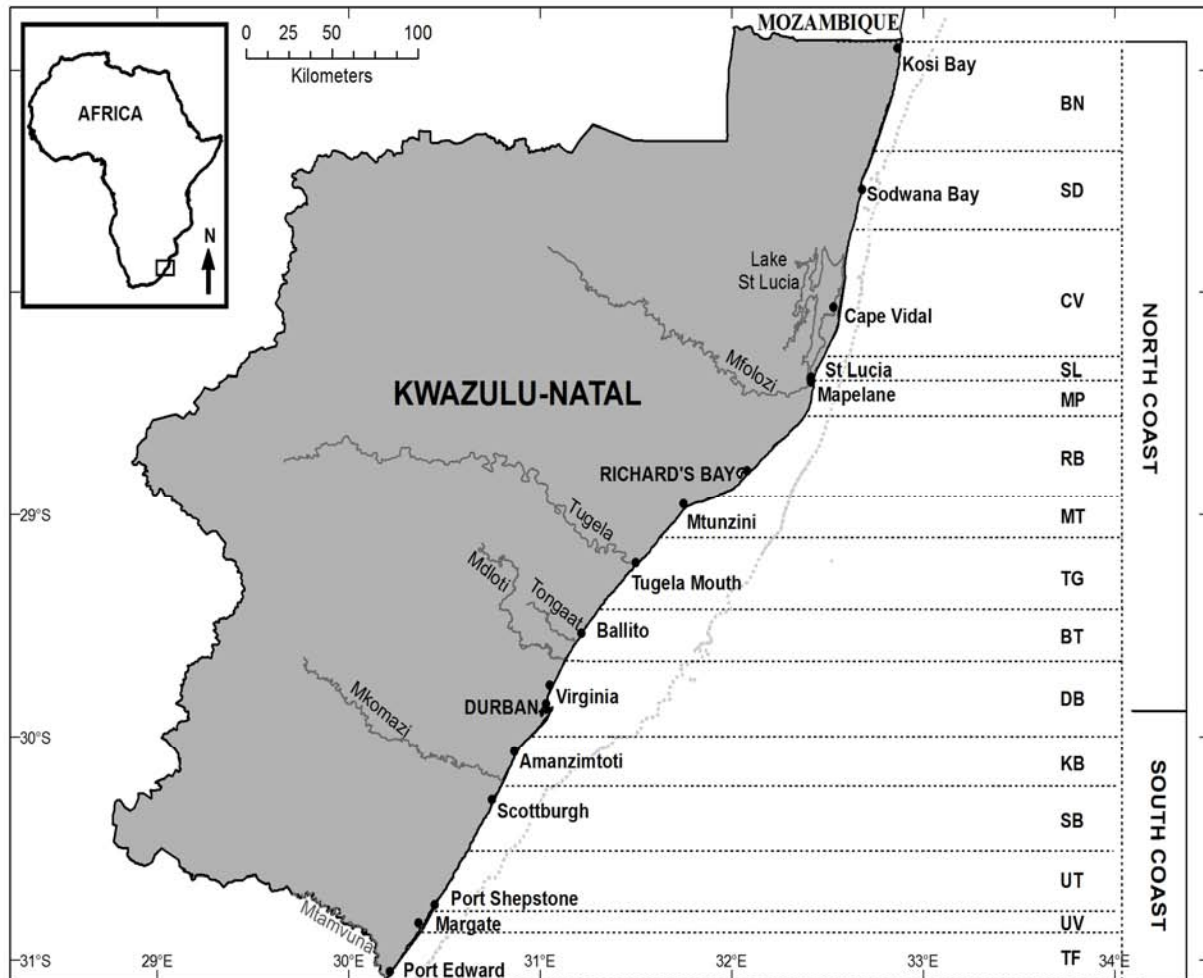 MOZAMBIQUE
0 25 50 100
Kilometers
AFRICA
N
Kosi Bay
BN
Sodwana Bay
SD
Lake
St Lucia
Cape Vidal
CV
St Lucia
SL
Mapelane
MP
Mfolozi
KWAZULU-NATAL
NORTH COAST
RICHARD'S BAY
RB
29°S
Mtunzini
MT
Tugela
Tugela Mouth
TG
Mdloti
Tongaat
Ballito
BT
Virginia
DURBAN
DB
Mkomazi
30°S
Amanzimtoti
KB
Scottburgh
SB
SOUTH COAST
UT
Port Shepstone
Margate
UV
Mtamvuna
Port Edward
TF
31°S
29°E 30°E 31°E 32°E 33°E 34°E